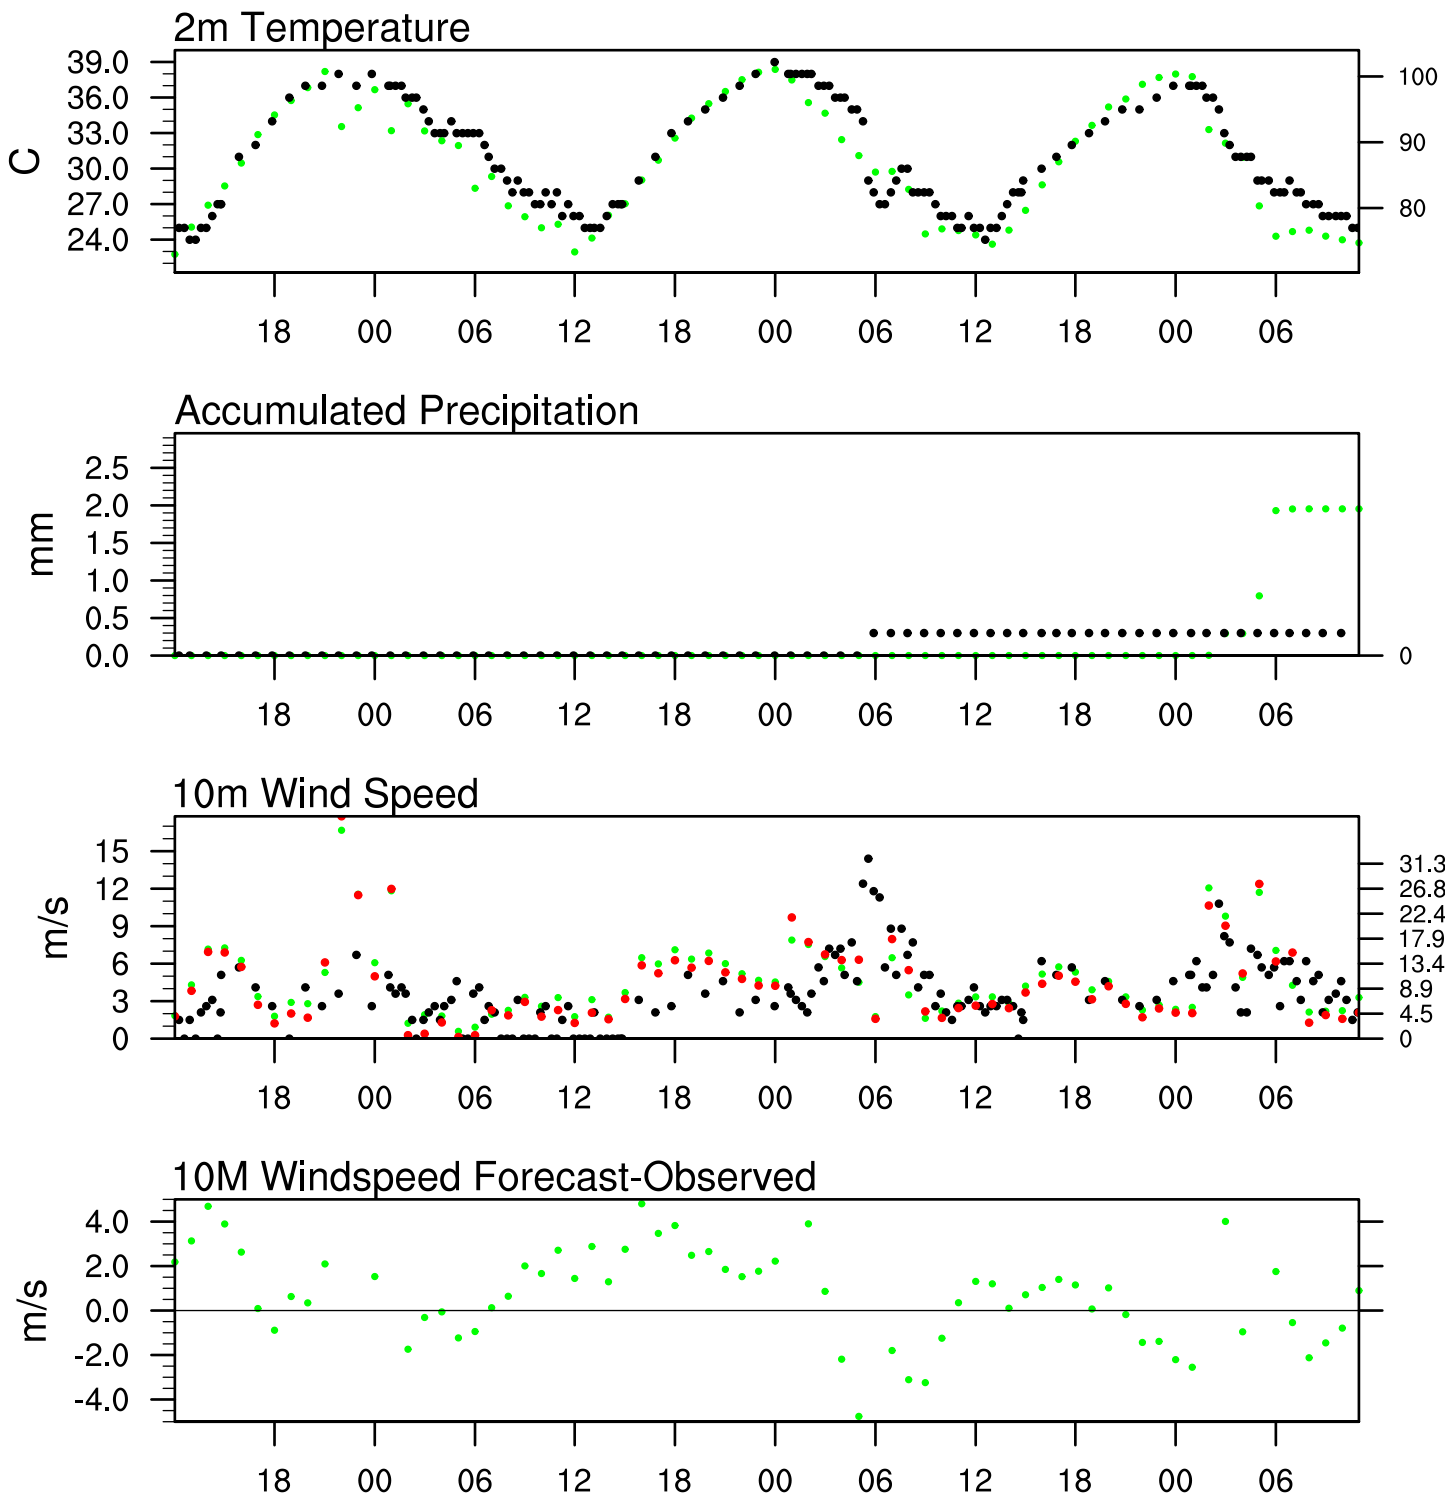 2m Temperature
39.0
36.0
33.0
30.0
27.0
24.0
C
100
90
80
18 00 06 12 18 00 06 12 18 00 06
Accumulated Precipitation
2.5
2.0
1.5
1.0
0.5
0.0
mm
0
18 00 06 12 18 00 06 12 18 00 06
10m Wind Speed
15
12
9
6
3
0
m/s
31.3
26.8
22.4
17.9
13.4
8.9
4.5
0
18 00 06 12 18 00 06 12 18 00 06
10M Windspeed Forecast-Observed
4.0
2.0
0.0
-2.0
-4.0
m/s
18 00 06 12 18 00 06 12 18 00 06